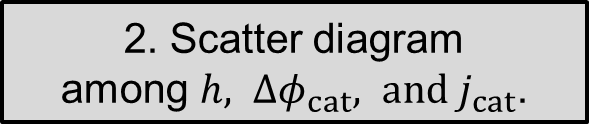 2. Scatter diagram
among h, Δϕcat, and jcat.